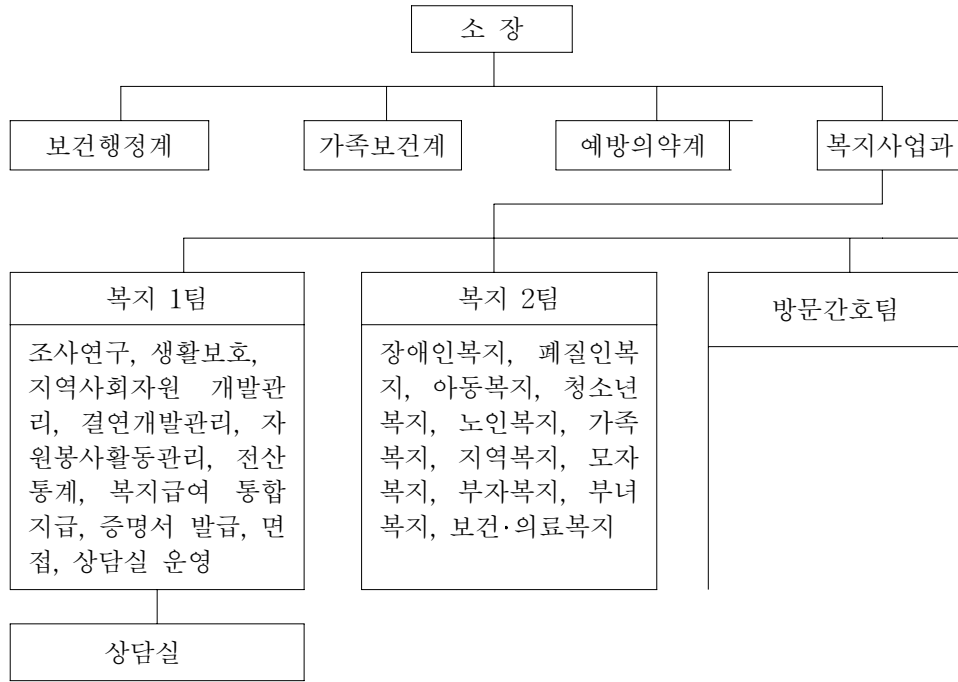 소 장
보건행정계
가족보건계
예방의약계
복지사업과
복지 1팀
조사연구, 생활보호,
지역사회자원 개발관
리, 결연개발관리, 자
원봉사활동관리, 전산
통계, 복지급여 통합
지급, 증명서 발급, 면
접, 상담실 운영
복지 2팀
장애인복지, 폐질인복
지, 아동복지, 청소년
복지, 노인복지, 가족
복지, 지역복지, 모자
복지, 부자복지, 부녀
복지, 보건·의료복지
방문간호팀
상담실